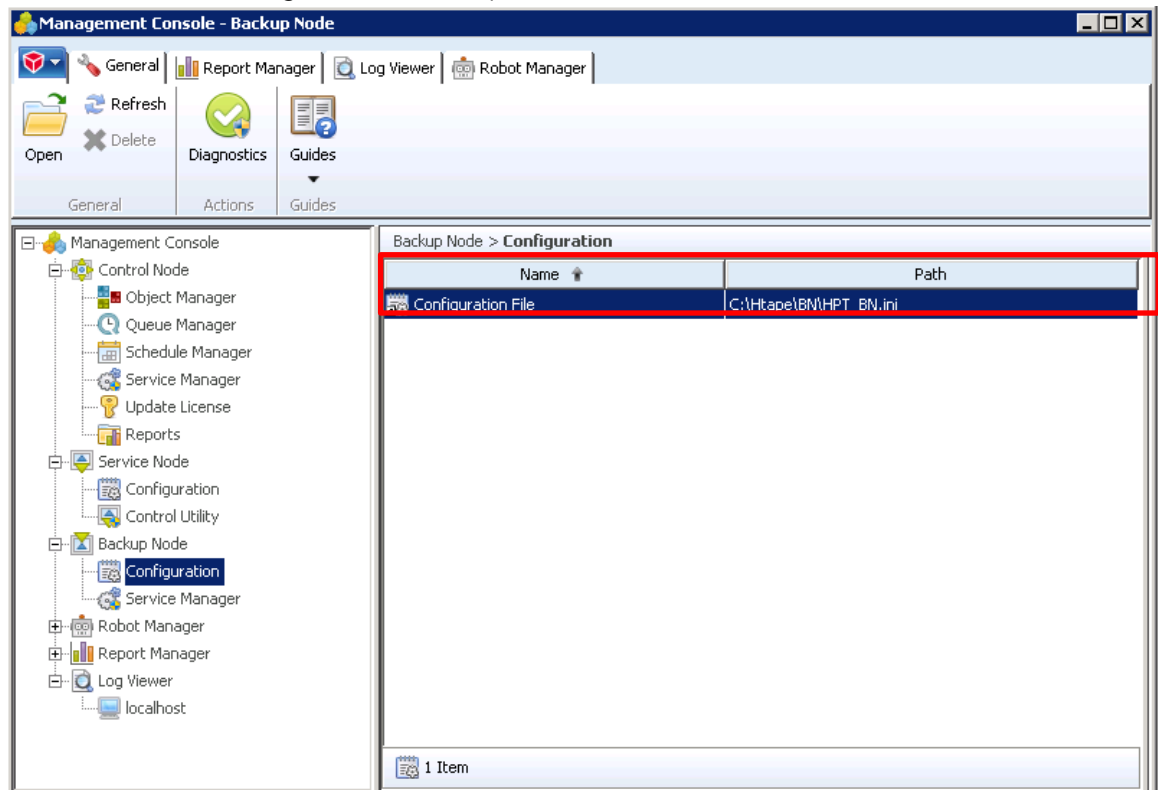 Management Console - Backup Node
General Report Manager Log Viewer Robot Manager
Open
Refresh
Delete
General
Diagnostics
Actions
Guides
Guides
Management Console
Control Node
Object Manager
Queue Manager
Schedule Manager
Service Manager
Update License
Reports
Service Node
Configuration
Control Utility
Backup Node
Configuration
Service Manager
Robot Manager
Report Manager
Log Viewer
localhost
Backup Node > Configuration
Name Path
Configuration File C:\Htape\BN\HPT_BN.ini
1 Item